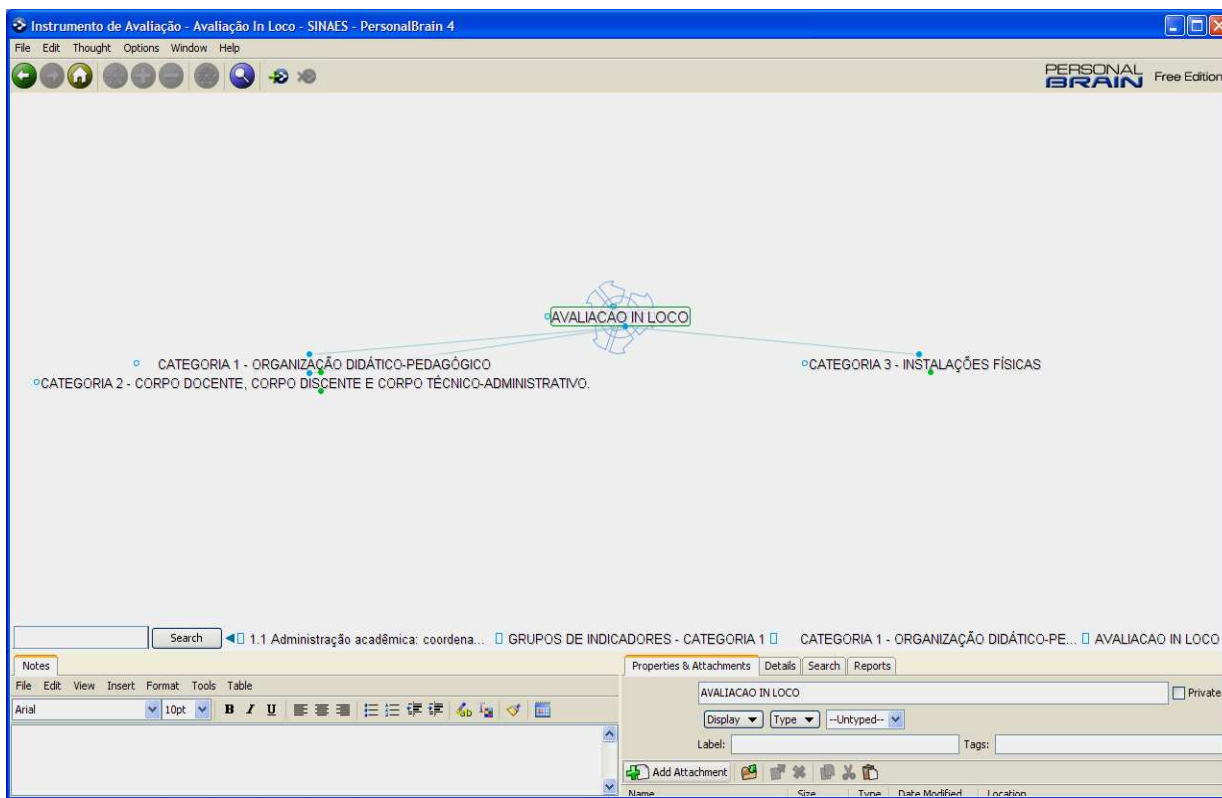 Instrumento de Avaliação - Avaliação In Loco - SINAES - PersonalBrain 4
File Edit Thought Options Window Help
PERSONAL BRAIN Free Edition
AVALIACAO IN LOCO
CATEGORIA 1 - ORGANIZAÇÃO DIDÁTICO-PEDAGÓGICO
CATEGORIA 3 - INSTALAÇÕES FÍSICAS
CATEGORIA 2 - CORPO DOCENTE, CORPO DISCENTE E CORPO TÉCNICO-ADMINISTRATIVO.
Search 1.1 Administração acadêmica: coordena... GRUPOS DE INDICADORES - CATEGORIA 1 CATEGORIA 1 - ORGANIZAÇÃO DIDÁTICO-PE... AVALIACAO IN LOCO
Notes
Properties & Attachments Details Search Reports
File Edit View Insert Format Tools Table
AVALIACAO IN LOCO Private
Arial 10pt B I U
Display Type --Untyped--
Label: Tags:
Add Attachment
Name Size Type Date Modified Location